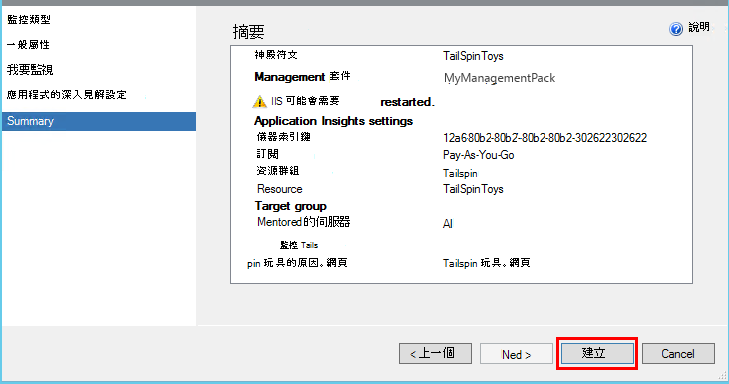 監控類型
一般屬性
我要監視
應用程式的深入見解設定
Summary
摘要
說明
神殿符文 TailSpinToys
Management 套件 MyManagementPack
IIS 可能會需要 restarted.
Application Insights settings
儀器索引鍵 12a680b2-80b2-80b2-80b2-302622302622
訂閱 Pay-As-You-Go
資源群組 Tailspin
Resource TailSpinToys
Target group
Mentored的伺服器 AI
監控 Tails
pin 玩具的原因。網頁 Tailspin 玩具。網頁
<上一個 Ned > 建立 Cancel